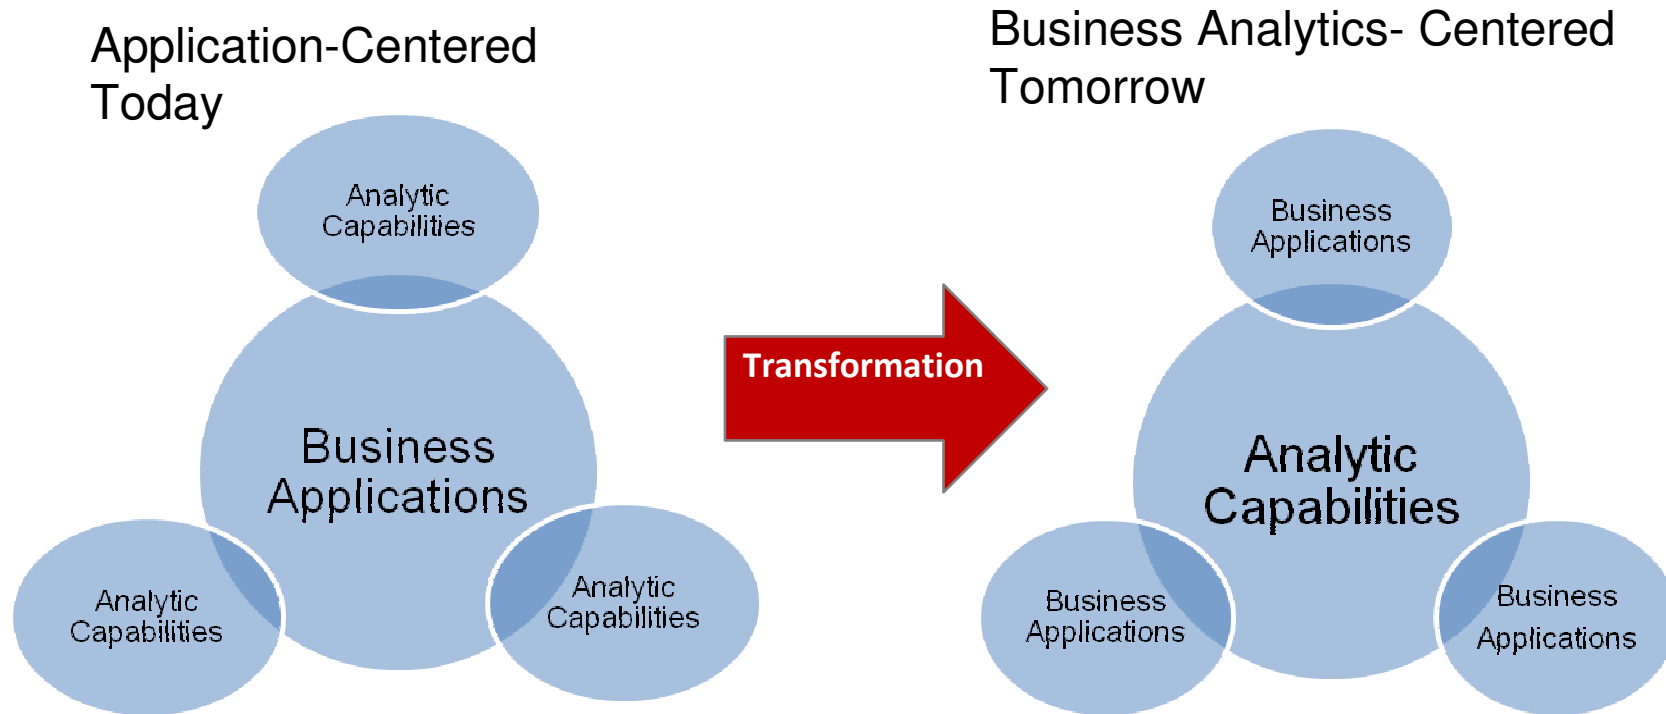 Application-Centered
Today
Analytic
Capabilities
Business
Applications
Analytic
Capabilities
Analytic
Capabilities
Transformation
Business Analytics- Centered
Tomorrow
Business
Applications
Analytic
Capabilities
Business
Applications
Business
Applications